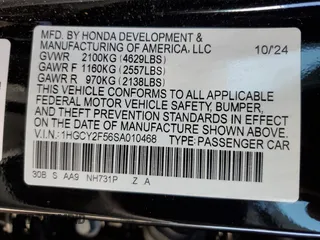 MFD. BY HONDA DEVELOPMENT &
MANUFACTURING OF AMERICA, LLC 10/24
GVWR 2100KG (4629LBS)
GAWR F 1160KG (2557LBS)
GAWR R 970KG (2138LBS)
THIS VEHICLE CONFORMS TO ALL APPLICABLE
FEDERAL MOTOR VEHICLE SAFETY, BUMPER,
AND THEFT PREVENTION STANDARDS IN EFFECT
ON THE DATE OF MANUFACTURE SHOWN ABOVE.
V.I.N.: 1HGCY2F56SA010468 TYPE:PASSENGER CAR
30B S AA9 NH731P Z A